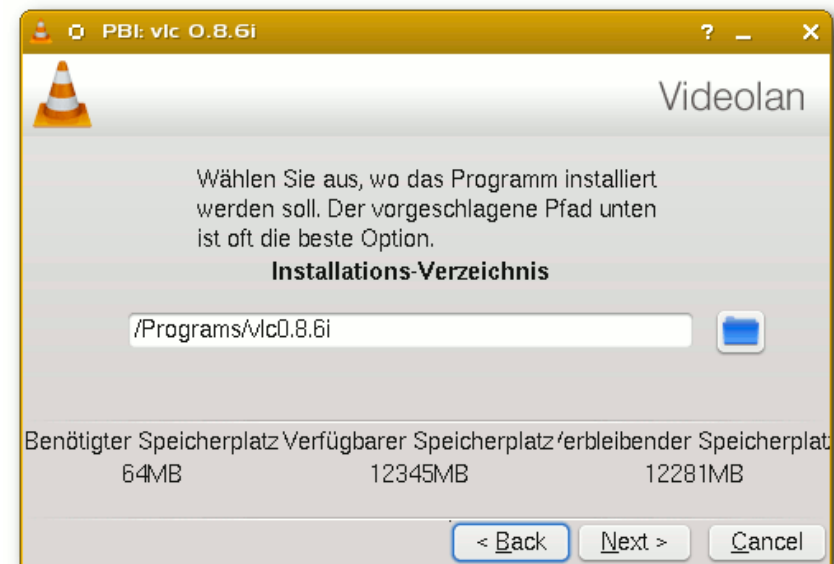 PBI: vlc 0.8.6i
Videolan
Wählen Sie aus, wo das Programm installiert
werden soll. Der vorgeschlagene Pfad unten
ist oft die beste Option.
Installations-Verzeichnis
/Programs/vlc0.8.6i
Benötigter Speicherplatz Verfügbarer Speicherplatz erbleibender Speicherplat
64MB 12345MB 12281MB
< Back Next > Cancel